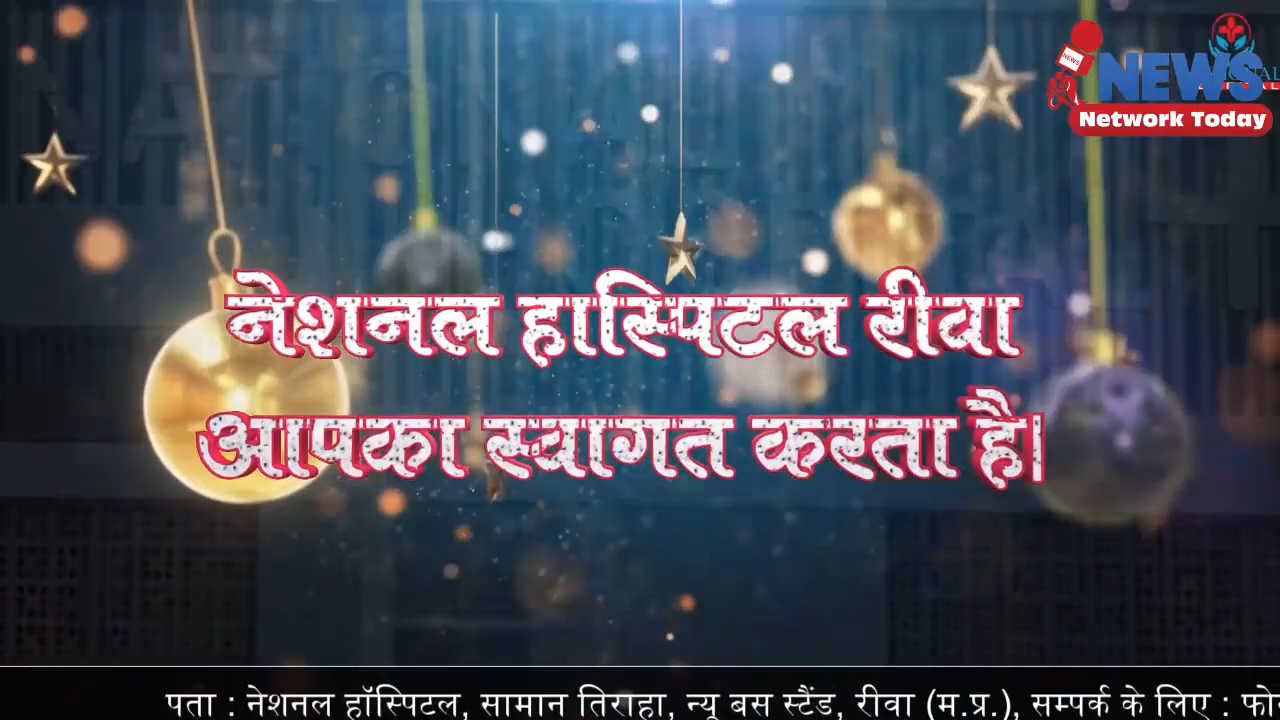 NEWS
Network Today
नेशनल हास्पिटल रीवा
आपका स्वागत करता है।
पता : नेशनल हॉस्पिटल, सामान तिराहा, न्यू बस स्टैंड, रीवा (म.प्र.), सम्पर्क के लिए : फो